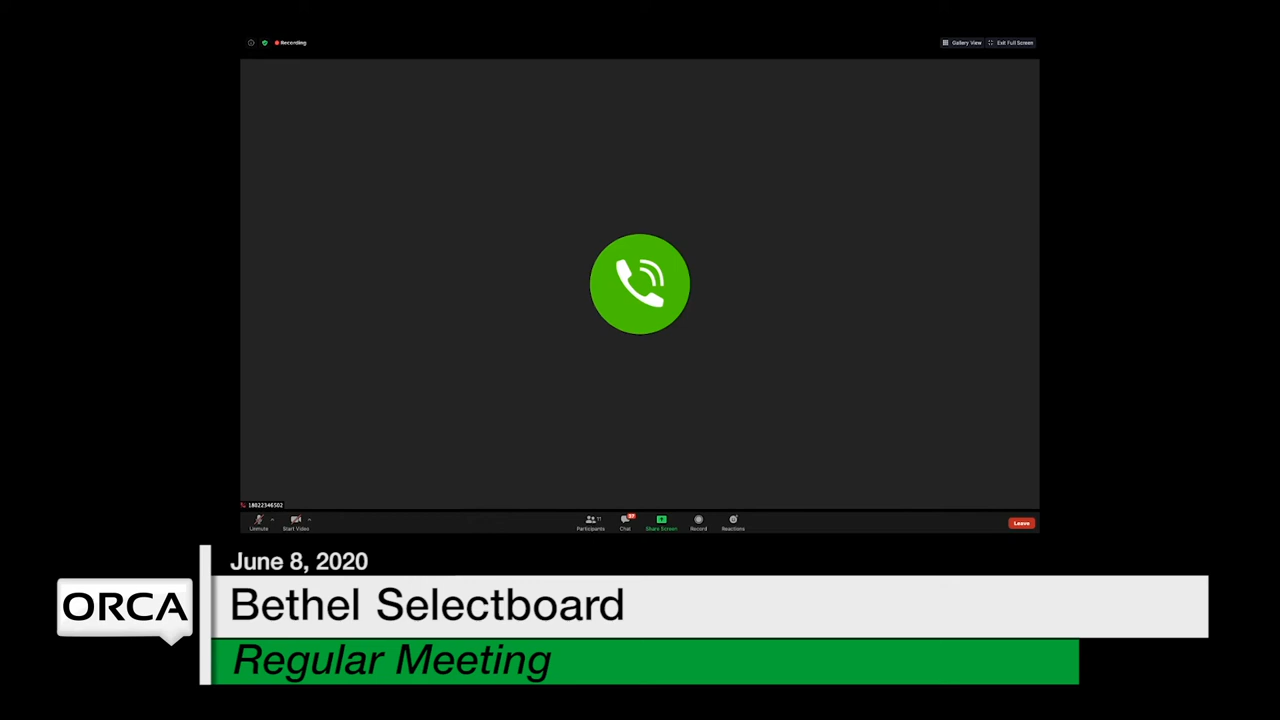 Recording
Gallery View
Exit Full Screen
18022346502
Unmute
Start Video
Participants
11
Chat
Share Screen
Record
Reactions
Leave
June 8, 2020
ORCA
Bethel Selectboard
Regular Meeting